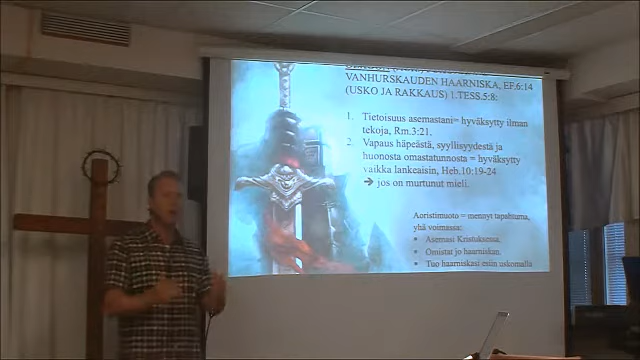 VANHURSKAUDEN HAARNISKA, EF.6:14
(USKO JA RAKKAUS) 1.TESS.5:8:
1. Tietoisuus asemastani= hyväksytty ilman
tekoja, Rm.3:21.
2. Vapaus häpeästä, syyllisyydestä ja
huonosta omastatunnosta = hyväksytty
vaikka lankeaisin, Heb.10:19-24
➔ jos on murtunut mieli.
Aoristimuoto = mennyt tapahtuma,
yhä voimassa:
• Asemasi Kristuksessa.
• Omistat jo haarniskan.
• Tuo haarniskasi esiin uskomalla